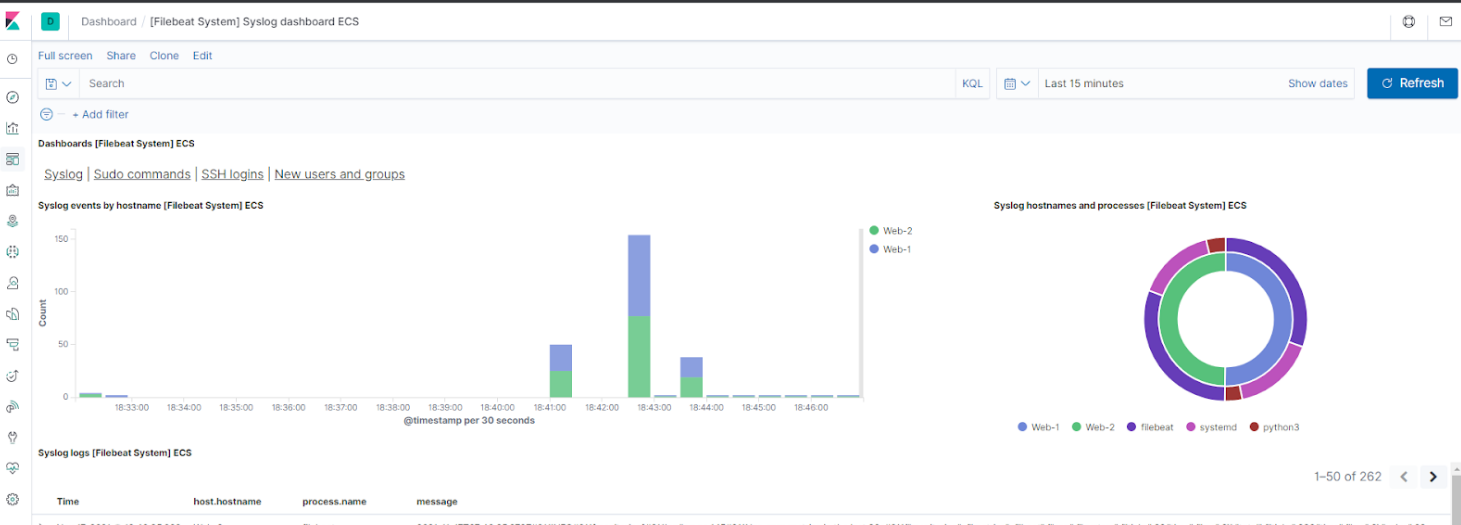 D Dashboard / [Filebeat System] Syslog dashboard ECS
Full screen Share Clone Edit
Search KQL Last 15 minutes Show dates Refresh
+ Add filter
Dashboards [Filebeat System] ECS
Syslog | Sudo commands | SSH logins | New users and groups
Syslog events by hostname [Filebeat System] ECS
Syslog hostnames and processes [Filebeat System] ECS
150
100
50
0
Count
18:33:00 18:34:00 18:35:00 18:36:00 18:37:00 18:38:00 18:39:00 18:40:00 18:41:00 18:42:00 18:43:00 18:44:00 18:45:00 18:46:00
@timestamp per 30 seconds
Web-2
Web-1
Web-1 Web-2 filebeat systemd python3
Syslog logs [Filebeat System] ECS
1–50 of 262
Time host.hostname process.name message